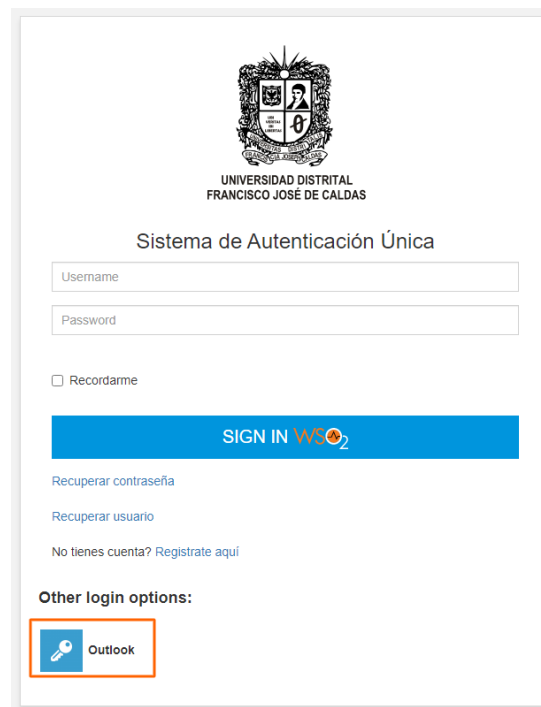 UNIVERSIDAD DISTRITAL
FRANCISCO JOSÉ DE CALDAS
Sistema de Autenticación Única
Username
Password
Recordarme
SIGN IN WSO2
Recuperar contraseña
Recuperar usuario
No tienes cuenta? Registrate aquí
Other login options:
Outlook